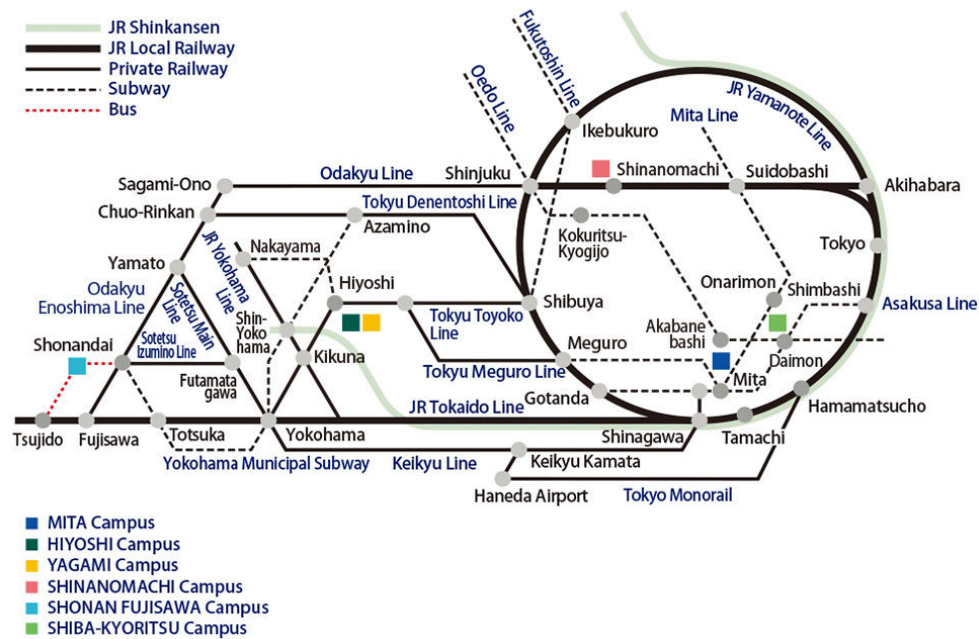 JR Shinkansen
JR Local Railway
Private Railway
Subway
Bus
Fukutoshin Line
Oedo Line
JR Yamanote Line
Mita Line
Ikebukuro
Shinanomachi
Suidobashi
Akihabara
Odakyu Line
Shinjuku
Sagami-Ono
Tokyu Denentoshi Line
Chuo-Rinkan
Azamino
Kokuritsu-
Kyogijo
Tokyo
JR Yokohama
Line
Nakayama
Yamato
Hiyoshi
Onarimon
Shimbashi
Odakyu
Enoshima Line
Sotetsu Main
Line
Shin-
Yoko
hama
Tokyu Toyoko
Line
Shibuya
Asakusa Line
Akabane
bashi
Shonandai
Sotetsu
Izumino Line
Kikuna
Meguro
Daimon
Futamata
gawa
Tokyu Meguro Line
Gotanda
Mita
Hamamatsucho
JR Tokaido Line
Tsujido
Fujisawa
Totsuka
Yokohama
Shinagawa
Tamachi
Yokohama Municipal Subway
Keikyu Line
Keikyu Kamata
Haneda Airport
Tokyo Monorail
MITA Campus
HIYOSHI Campus
YAGAMI Campus
SHINANOMACHI Campus
SHONAN FUJISAWA Campus
SHIBA-KYORITSU Campus